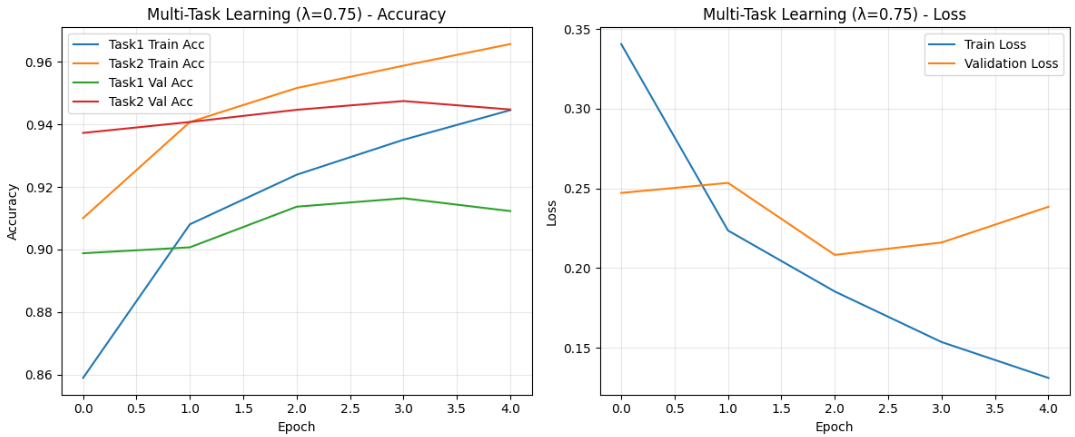 Multi-Task Learning (λ=0.75) - Accuracy
Task1 Train Acc
Task2 Train Acc
Task1 Val Acc
Task2 Val Acc
Accuracy
0.96
0.94
0.92
0.90
0.88
0.86
0.0 0.5 1.0 1.5 2.0 2.5 3.0 3.5 4.0
Epoch
Multi-Task Learning (λ=0.75) - Loss
Train Loss
Validation Loss
Loss
0.35
0.30
0.25
0.20
0.15
0.0 0.5 1.0 1.5 2.0 2.5 3.0 3.5 4.0
Epoch